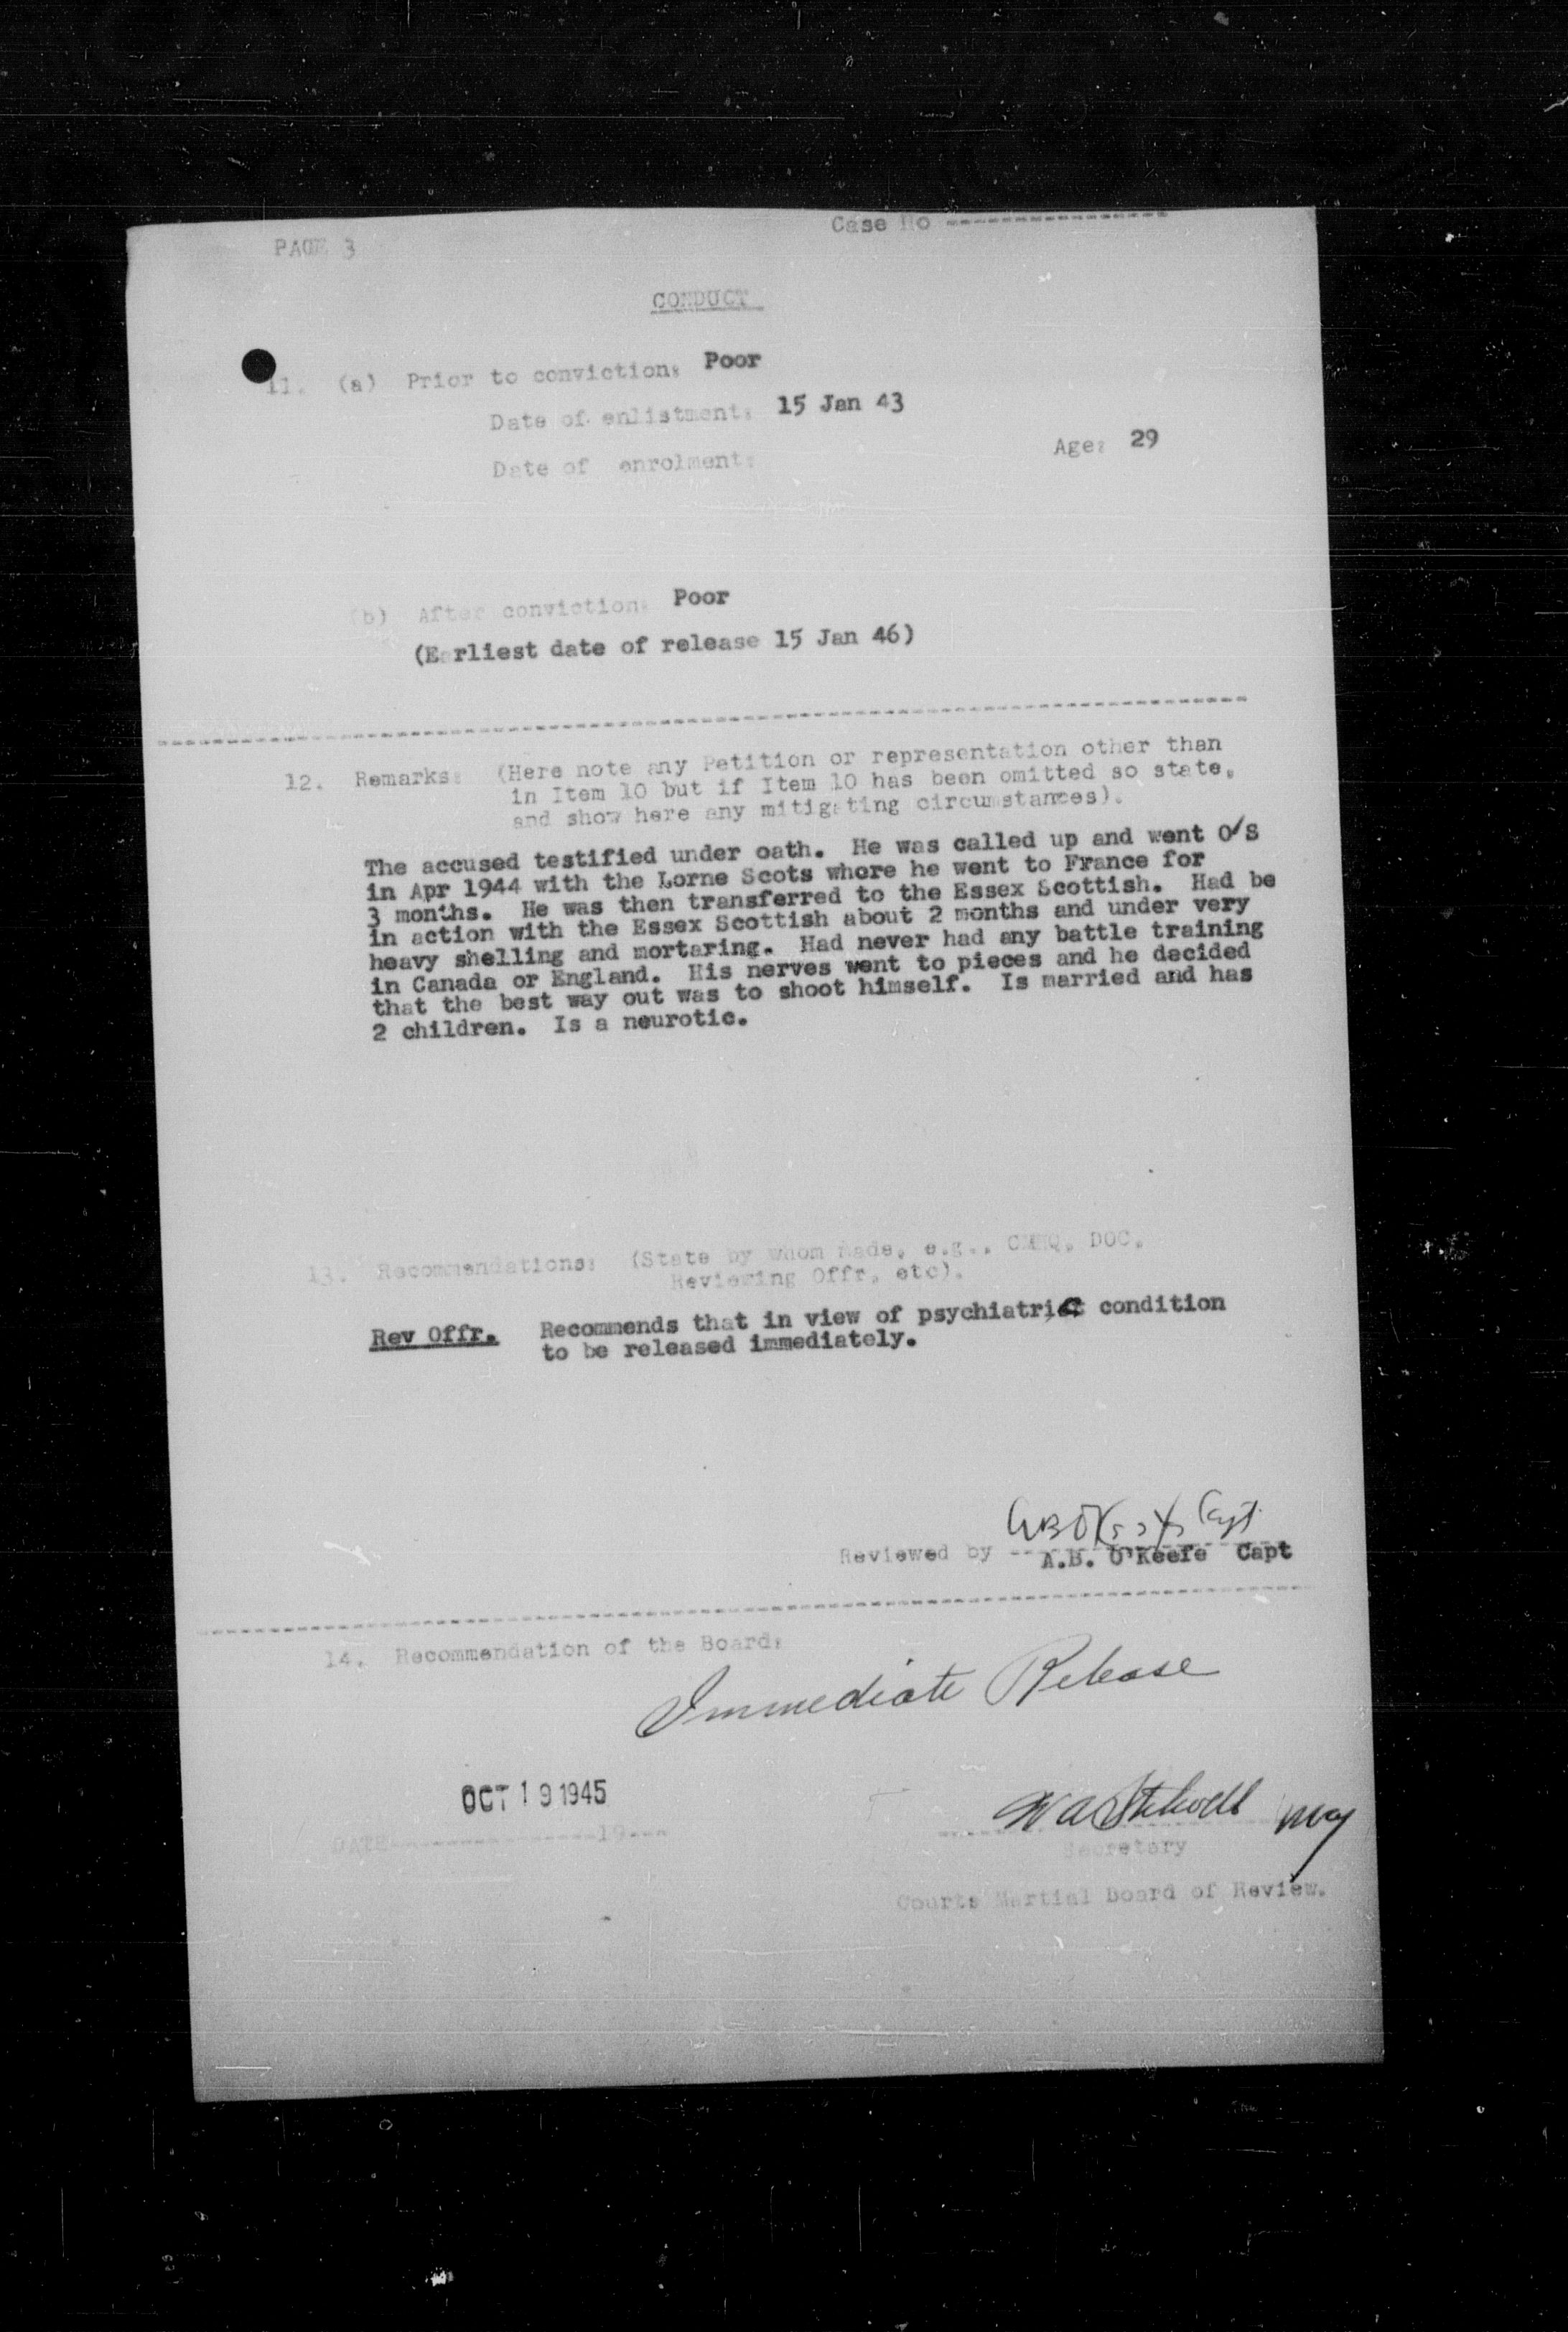 Case No ------------------
PAGE 3
CONDUCT
11. (a) Prior to conviction: Poor
Date of enlistment: 15 Jan 43
Age: 29
Date of enrolment:
(b) After conviction: Poor
(Earliest date of release 15 Jan 46)
12. Remarks: (Here note any Petition or representation other than
in Item 10 but if Item 10 has been omitted so state,
and show here any mitigating circumstances).
The accused testified under oath. He was called up and went O/S
in Apr 1944 with the Lorne Scots whore he went to France for
3 months. He was then transferred to the Essex Scottish. Had be
in action with the Essex Scottish about 2 months and under very
heavy shelling and mortaring. Had never had any battle training
in Canada or England. His nerves went to pieces and he decided
that the best way out was to shoot himself. Is married and has
2 children. Is a neurotic.
13. Recommendations: (State by whom made, e.g., CMHQ, DOC,
Reviewing Offr, etc).
Rev Offr. Recommends that in view of psychiatric condition
to be released immediately.
Capt
Reviewed by ------------------
A.B. O'Keefe Capt
14. Recommendation of the Board:
Immediate Release
OCT 19 1945
DATE------------------19----
Secretary
Courts Martial Board of Review.